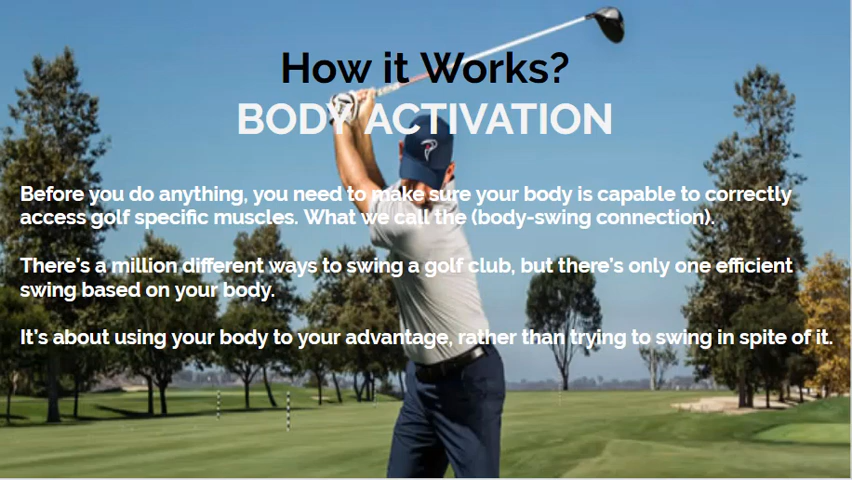 How it Works?
BODY ACTIVATION
Before you do anything, you need to make sure your body is capable to correctly
access golf specific muscles. What we call the (body-swing connection).
There's a million different ways to swing a golf club, but there's only one efficient
swing based on your body.
It's about using your body to your advantage, rather than trying to swing in spite of it.